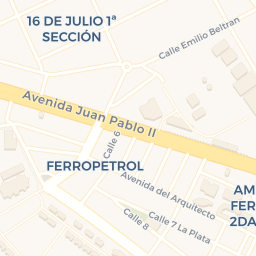 16 DE JULIO 1ª
SECCIÓN
Calle Emilio Beltran
Avenida Juan Pablo II
Calle 6
FERROPETROL
Avenida del Arquitecto
AM
FER
2DA
Calle 7 La Plata
Calle 8